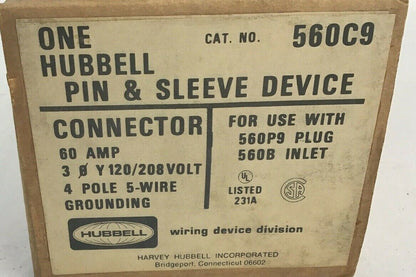 ONE CAT. NO. 560C9
HUBBELL
PIN & SLEEVE DEVICE
CONNECTOR
60 AMP
3 Ø Y 120/208 VOLT
4 POLE 5-WIRE
GROUNDING
FOR USE WITH
560P9 PLUG
560B INLET
UL
LISTED
231A
SA
HUBBELL wiring device division
HARVEY HUBBELL INCORPORATED
Bridgeport, Connecticut 06602